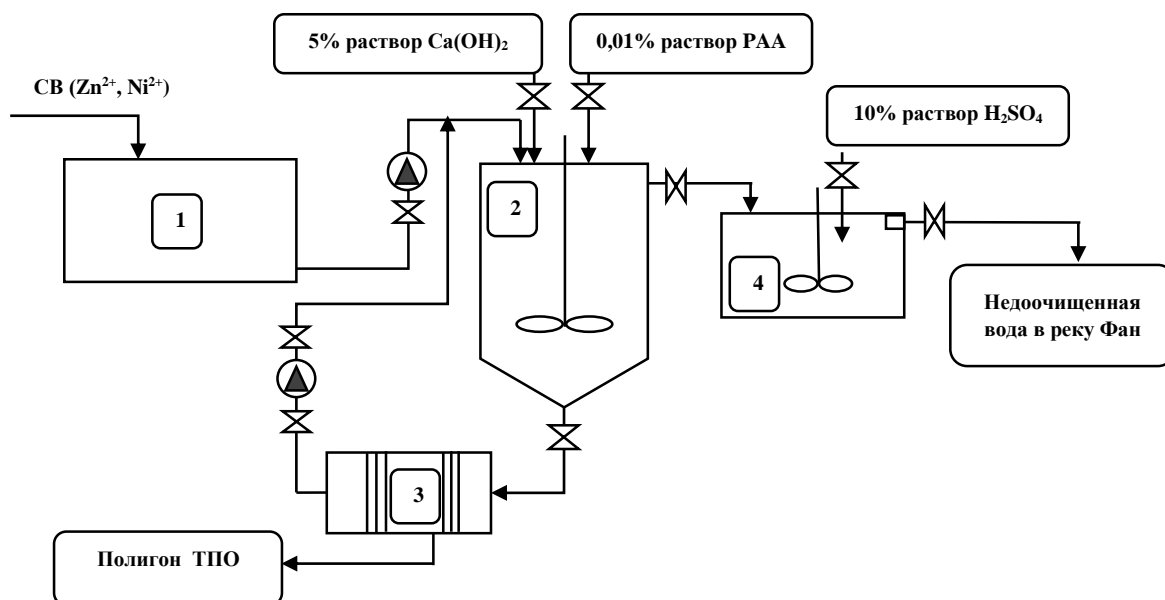 5% раствор Ca(OH)₂
0,01% раствор PAA
СВ (Zn²⁺, Ni²⁺)
10% раствор H₂SO₄
1
2
4
Недоочищенная
вода в реку Фан
3
Полигон ТПО